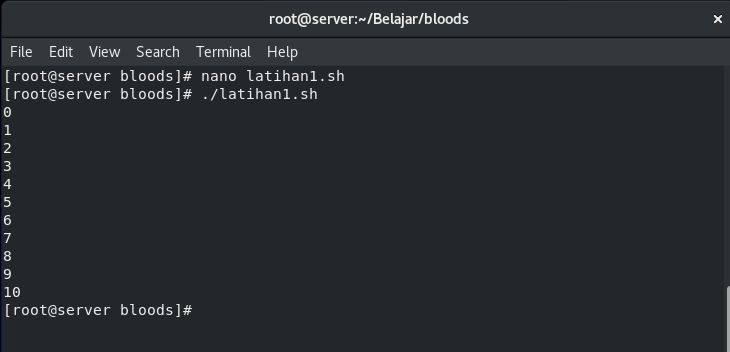 root@server:~/Belajar/bloods ×
File Edit View Search Terminal Help
[root@server bloods]# nano latihan1.sh
[root@server bloods]# ./latihan1.sh
0
1
2
3
4
5
6
7
8
9
10
[root@server bloods]#